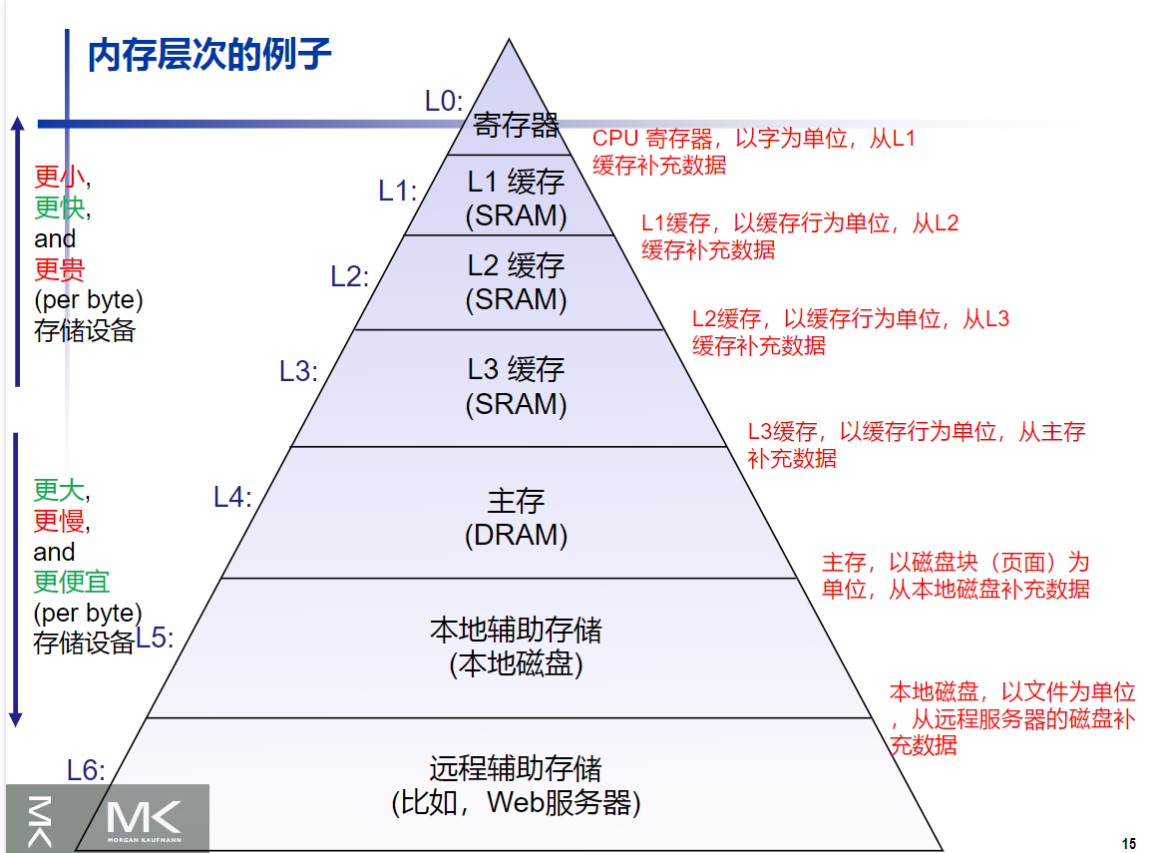 内存层次的例子
L0:
寄存器
CPU 寄存器，以字为单位，从L1
缓存补充数据
更小,
更快,
and
更贵
(per byte)
存储设备
L1:
L1 缓存
(SRAM)
L1缓存，以缓存行为单位，从L2
缓存补充数据
L2:
L2 缓存
(SRAM)
L2缓存，以缓存行为单位，从L3
缓存补充数据
L3:
L3 缓存
(SRAM)
L3缓存，以缓存行为单位，从主存
补充数据
更大,
更慢,
and
更便宜
(per byte)
存储设备
L4:
主存
(DRAM)
主存，以磁盘块（页面）为
单位，从本地磁盘补充数据
L5:
本地辅助存储
(本地磁盘)
本地磁盘，以文件为单位
，从远程服务器的磁盘补
充数据
L6:
远程辅助存储
(比如，Web服务器)
MK
MK
MORGAN KAUFMANN
15